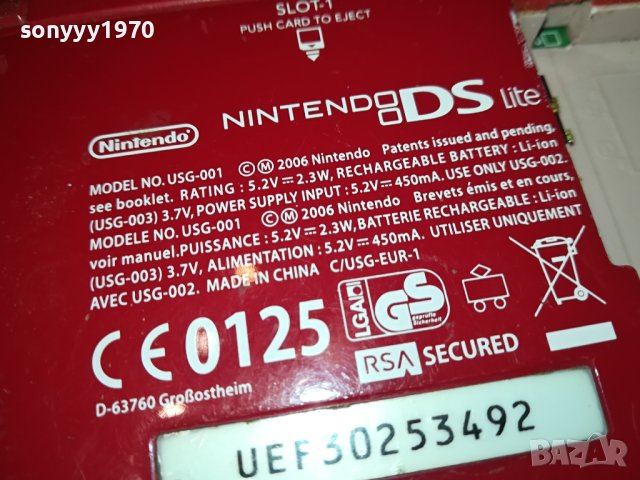 sonyyy1970
SLOT-1
PUSH CARD TO EJECT
Nintendo
NINTENDO DS Lite
MODEL NO. USG-001 © Ⓜ 2006 Nintendo Patents issued and pending,
see booklet. RATING : 5.2V⎓2.3W, RECHARGEABLE BATTERY : Li-ion
(USG-003) 3.7V, POWER SUPPLY INPUT : 5.2V⎓450mA. USE ONLY USG-002.
MODELE NO. USG-001 © Ⓜ 2006 Nintendo Brevets émis et en cours,
voir manuel.PUISSANCE : 5.2V⎓2.3W, BATTERIE RECHARGEABLE : Li-ion
(USG-003) 3.7V, ALIMENTATION : 5.2V⎓450mA. UTILISER UNIQUEMENT
AVEC USG-002. MADE IN CHINA C/USG-EUR-1
CE0125
LGA
GS
geprüfte
Sicherheit
RSA SECURED
D-63760 Großostheim
UEF30253492
BAZAR